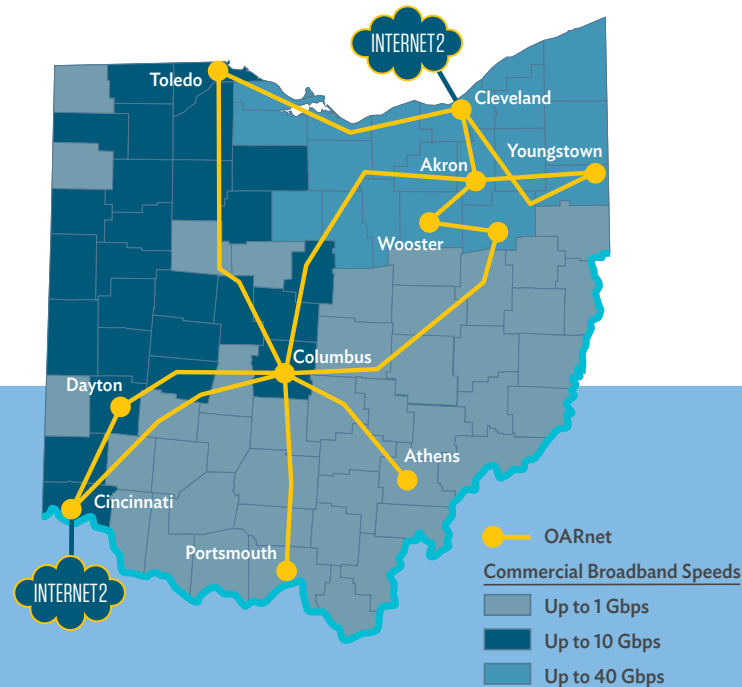 INTERNET2
Toledo
Cleveland
Youngstown
Akron
Wooster
Columbus
Dayton
Athens
Cincinnati
OARnet
Portsmouth
Commercial Broadband Speeds
INTERNET2
Up to 1 Gbps
Up to 10 Gbps
Up to 40 Gbps